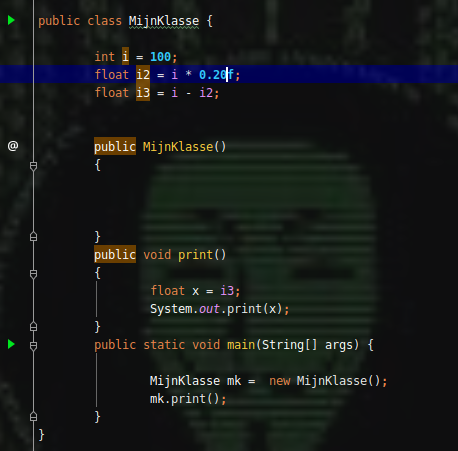 public class MijnKlasse {
int i = 100;
float i2 = i * 0.20f;
float i3 = i - i2;
@ public MijnKlasse()
{
}
public void print()
{
float x = i3;
System.out.print(x);
}
public static void main(String[] args) {
MijnKlasse mk =  new MijnKlasse();
mk.print();
}
}